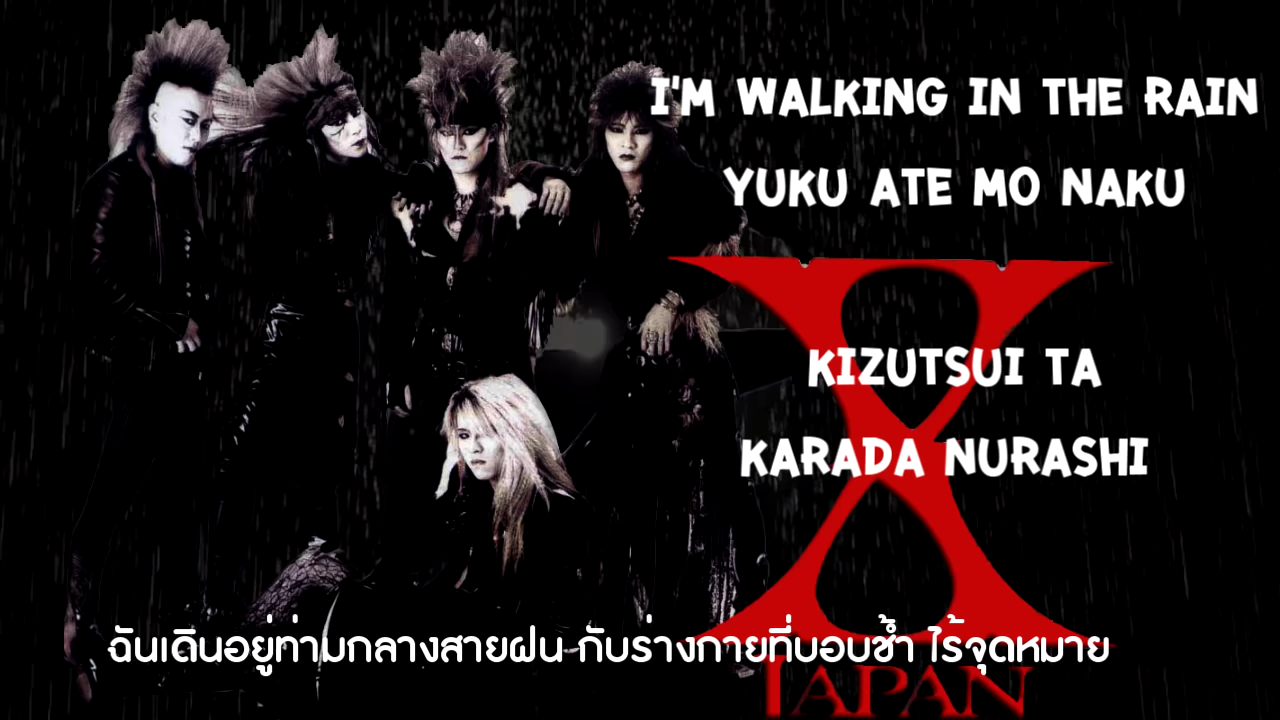 I'M WALKING IN THE RAIN
YUKU ATE MO NAKU
X
KIZUTSUI TA
KARADA NURASHI
ฉันเดินอยู่ท่ามกลางสายฝน กับร่างกายที่บอบช้ำ ไร้จุดหมาย
JAPAN